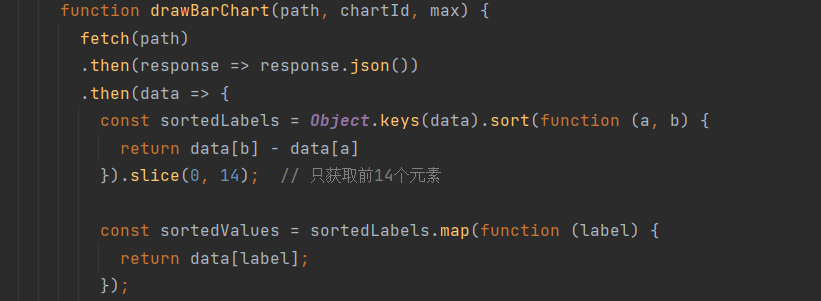 function drawBarChart(path, chartId, max) {
fetch(path)
.then(response => response.json())
.then(data => {
const sortedLabels = Object.keys(data).sort(function (a, b) {
return data[b] - data[a]
}).slice(0, 14);  // 只获取前14个元素
const sortedValues = sortedLabels.map(function (label) {
return data[label];
});